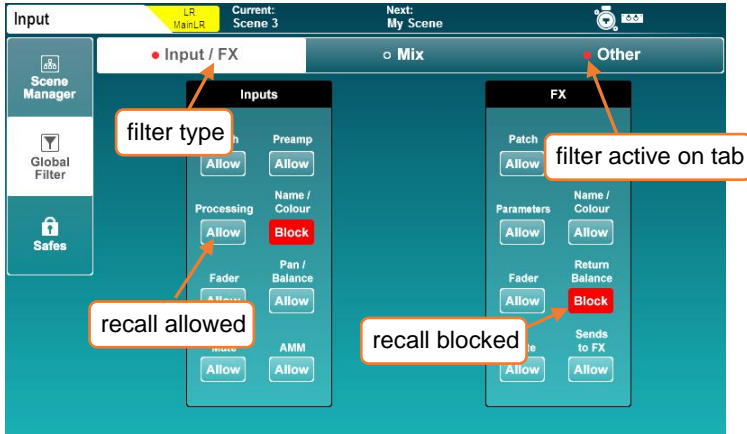 Input
LR
MainLR
Current:
Scene 3
Next:
My Scene
Scene
Manager
Global
Filter
Safes
Input / FX
Mix
Other
Inputs
Preamp
Allow
Allow
Processing
Name /
Colour
Allow
Block
Fader
Pan /
Balance
Allow
Allow
Mute
AMM
Allow
Allow
FX
Patch
Allow
Parameters
Name /
Colour
Allow
Allow
Fader
Return
Balance
Allow
Block
Sends
to FX
Allow
Allow
filter type
filter active on tab
recall allowed
recall blocked